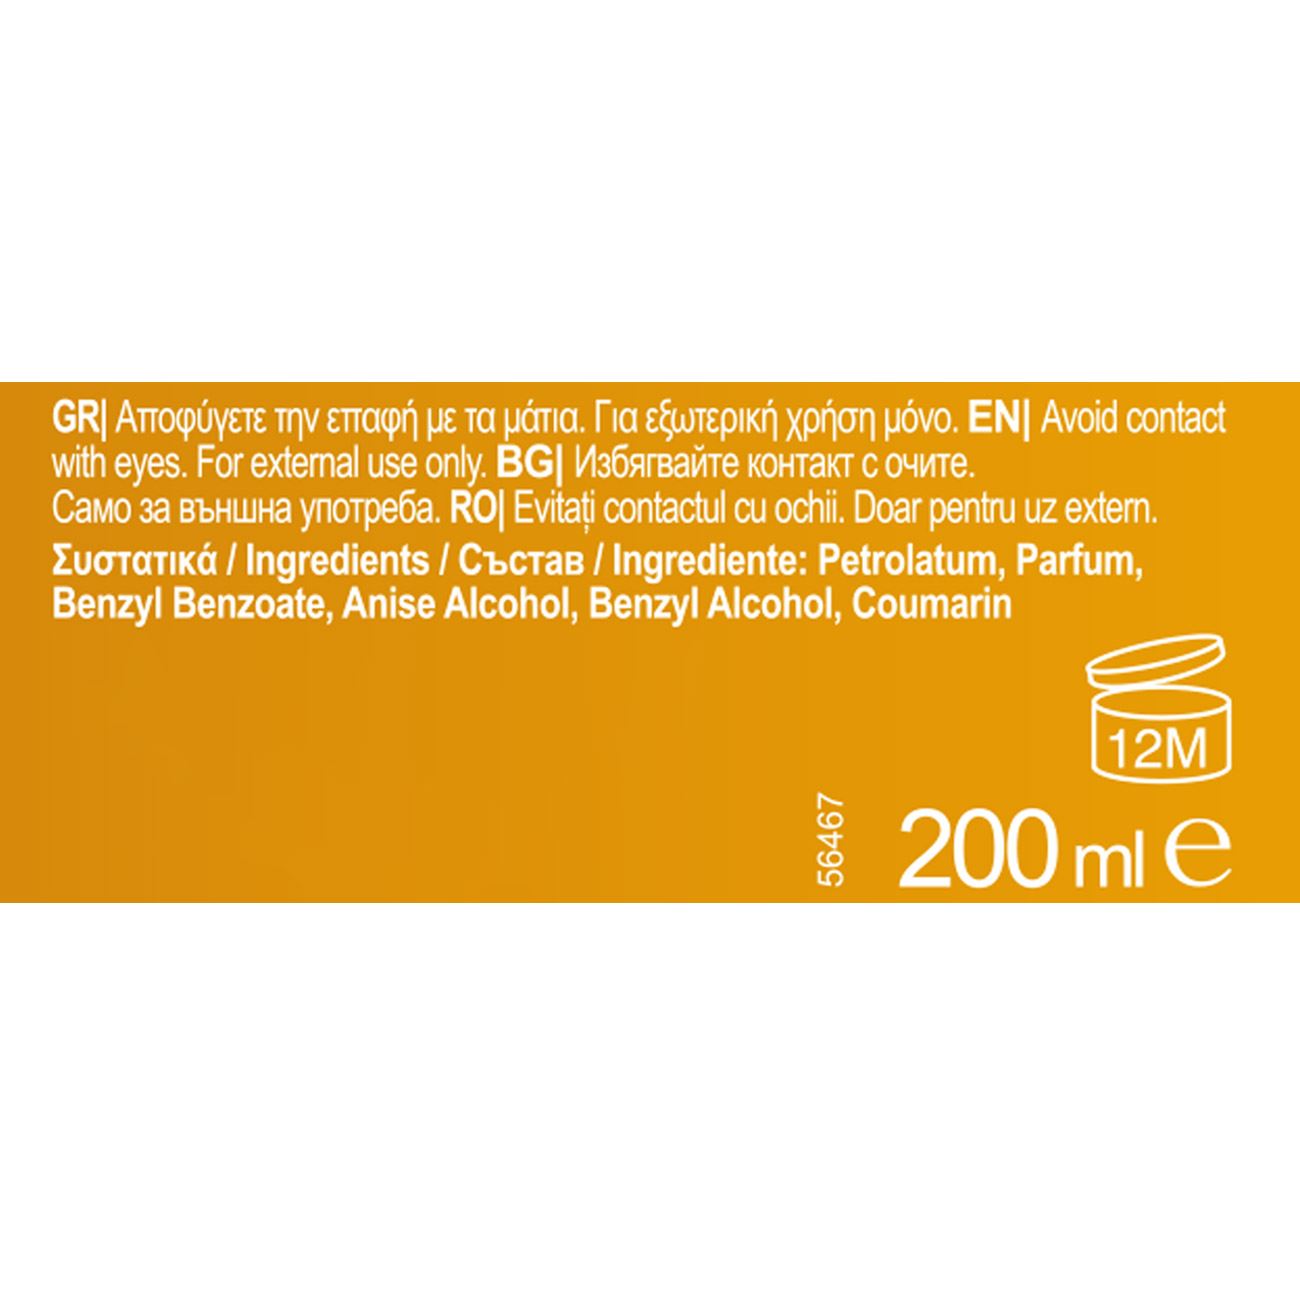 GR| Αποφύγετε την επαφή με τα μάτια. Για εξωτερική χρήση μόνο. EN| Avoid contact
with eyes. For external use only. BG| Избягвайте контакт с очите.
Само за външна употреба. RO| Evitați contactul cu ochii. Doar pentru uz extern.
Συστατικά / Ingredients / Състав / Ingrediente: Petrolatum, Parfum,
Benzyl Benzoate, Anise Alcohol, Benzyl Alcohol, Coumarin
12M
56467
200 ml e